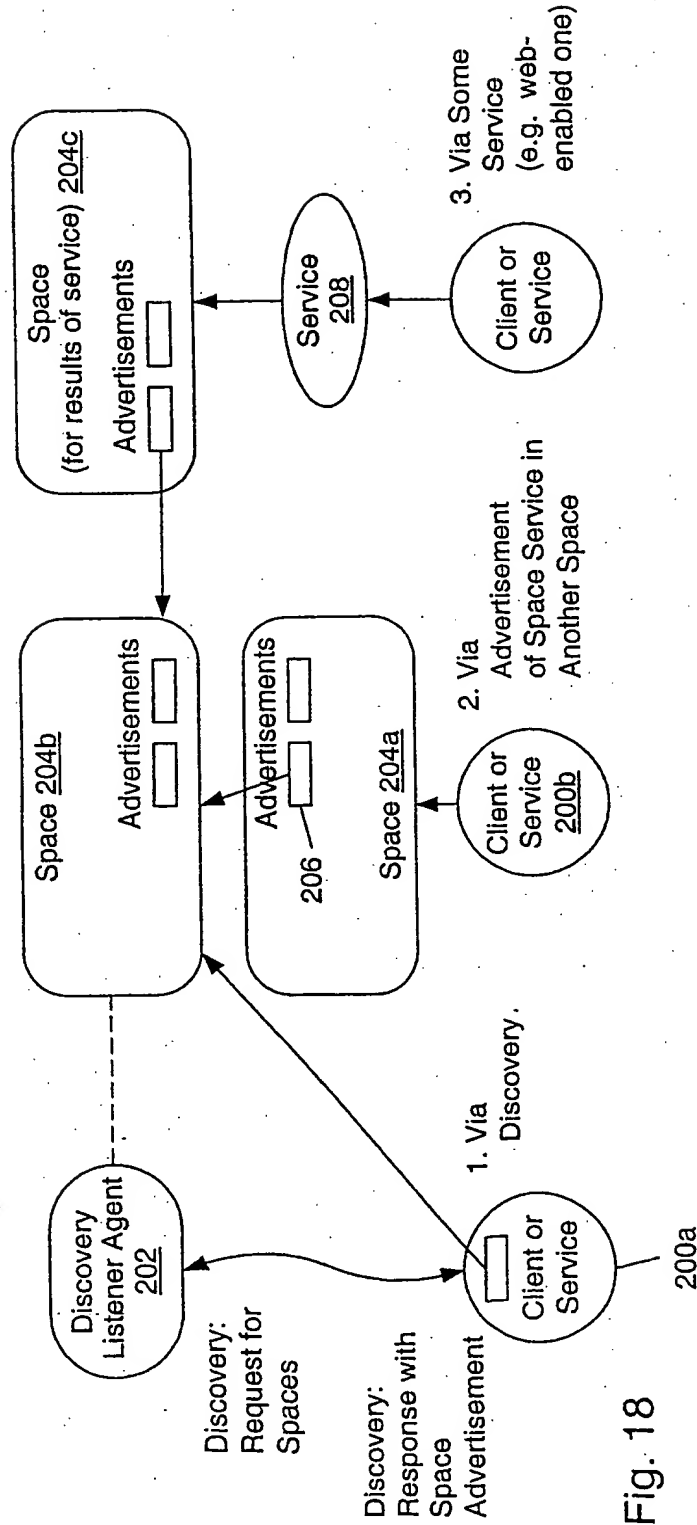 Discovery
Listener Agent
202
Discovery:
Request for
Spaces
Discovery:
Response with
Space
Advertisement
Client or
Service
200a
1. Via
Discovery.
Space 204b
Advertisements
Advertisements
206
Space 204a
Client or
Service
200b
2. Via
Advertisement
of Space Service in
Another Space
Space
(for results of service) 204c
Advertisements
Service
208
Client or
Service
3. Via Some
Service
(e.g. web-
enabled one)
Fig. 18